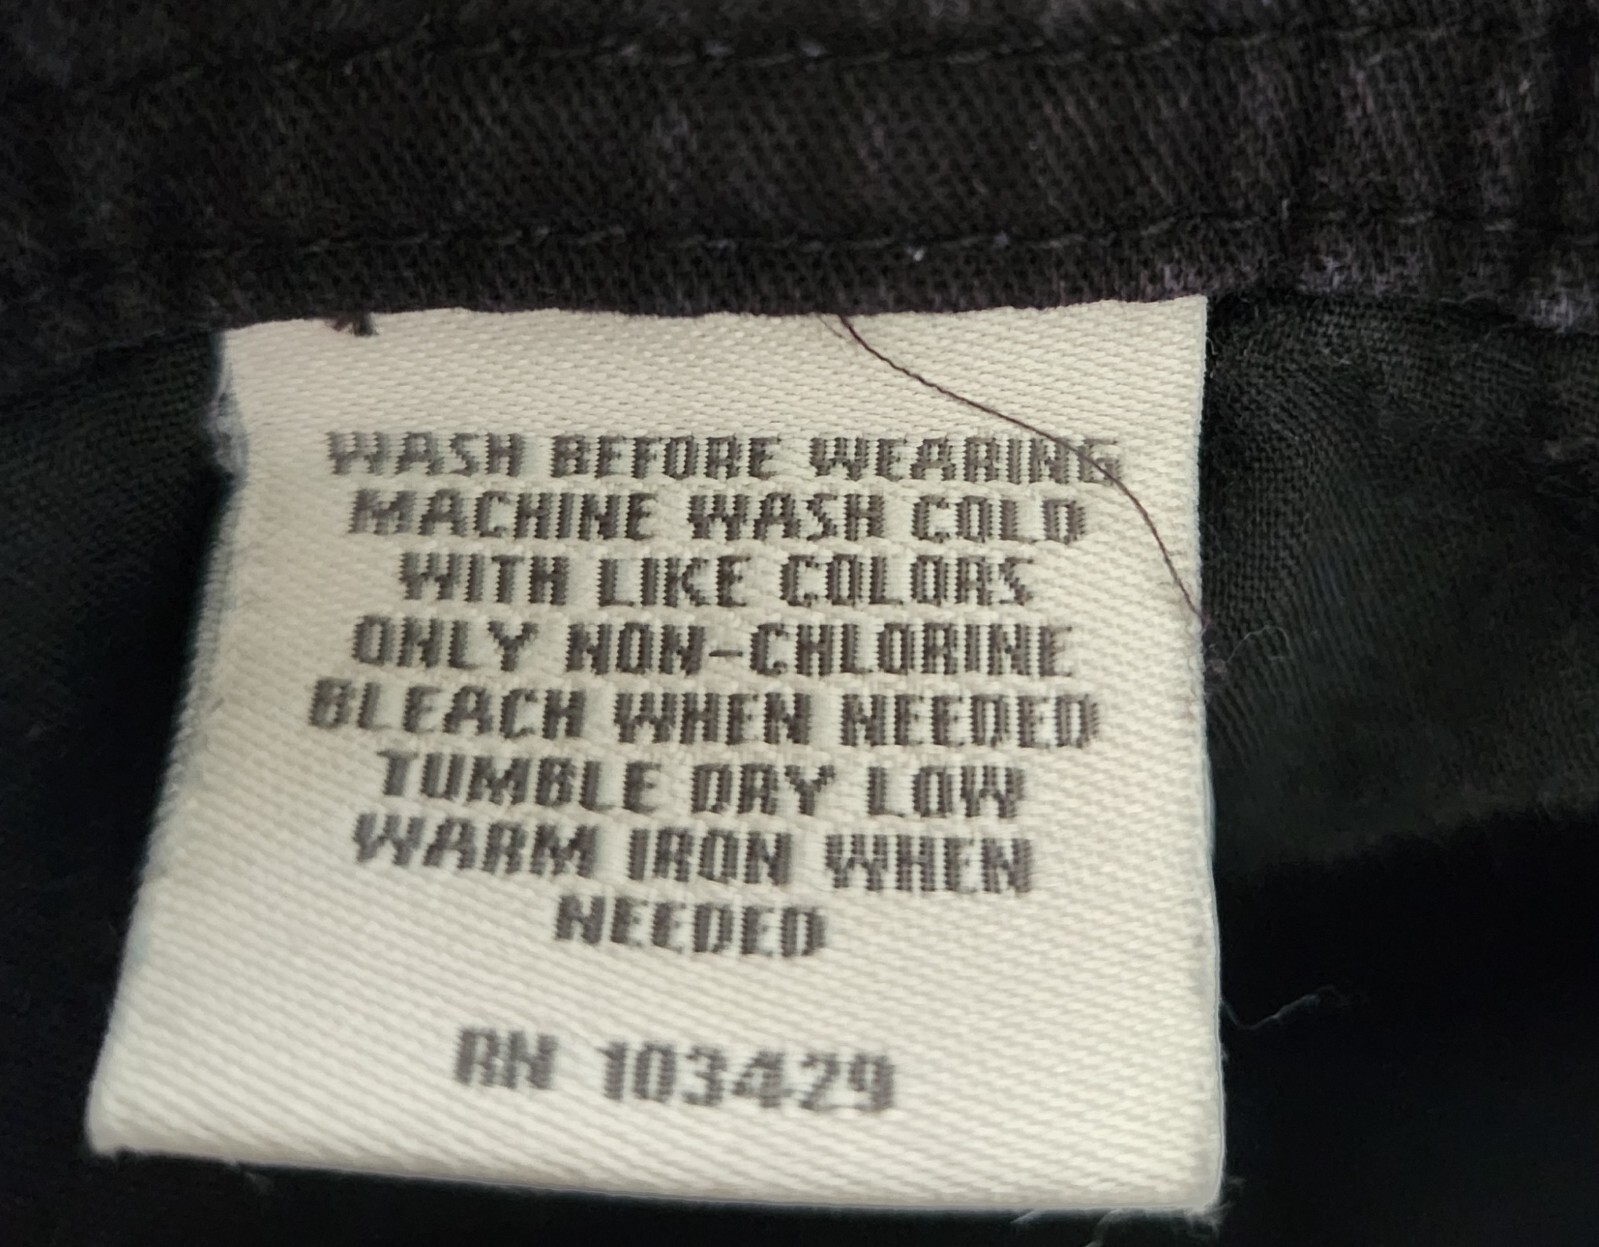 WASH BEFORE WEARING
MACHINE WASH COLD
WITH LIKE COLORS
ONLY NON-CHLORINE
BLEACH WHEN NEEDED
TUMBLE DRY LOW
WARM IRON WHEN
NEEDED
RN 103429